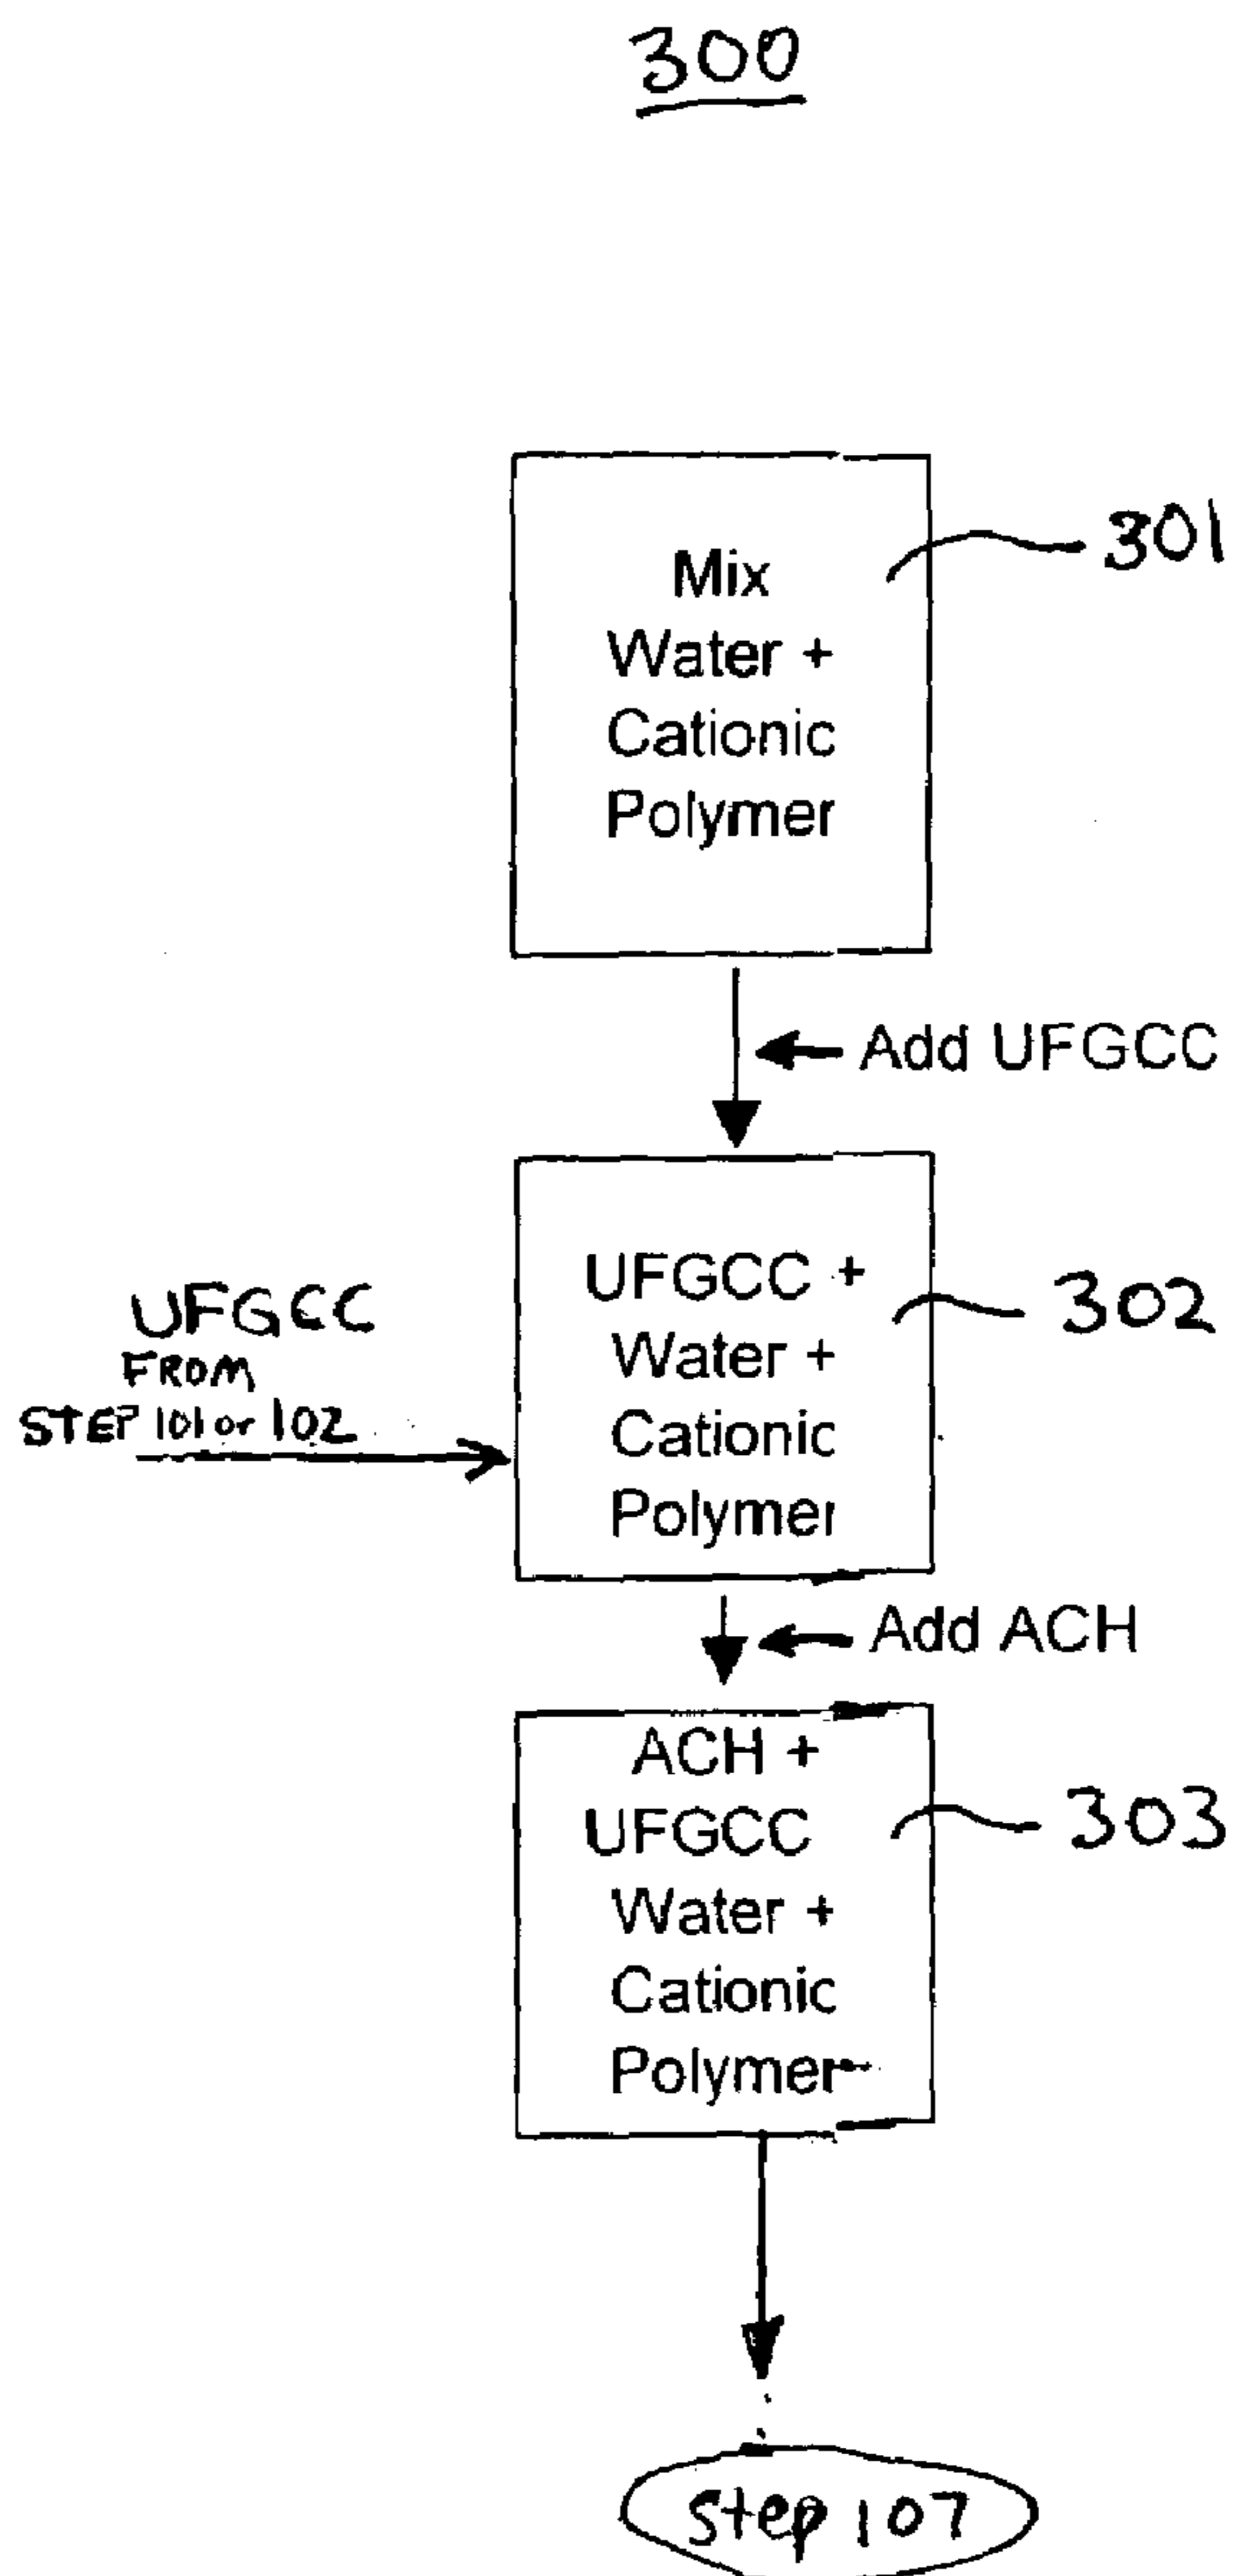 300
Mix
Water +
Cationic
Polymer
301
Add UFGCC
UFGCC +
Water +
Cationic
Polymer
302
UFGCC
FROM
STEP 101 or 102
Add ACH
ACH +
UFGCC
Water +
Cationic
Polymer
303
Step 107